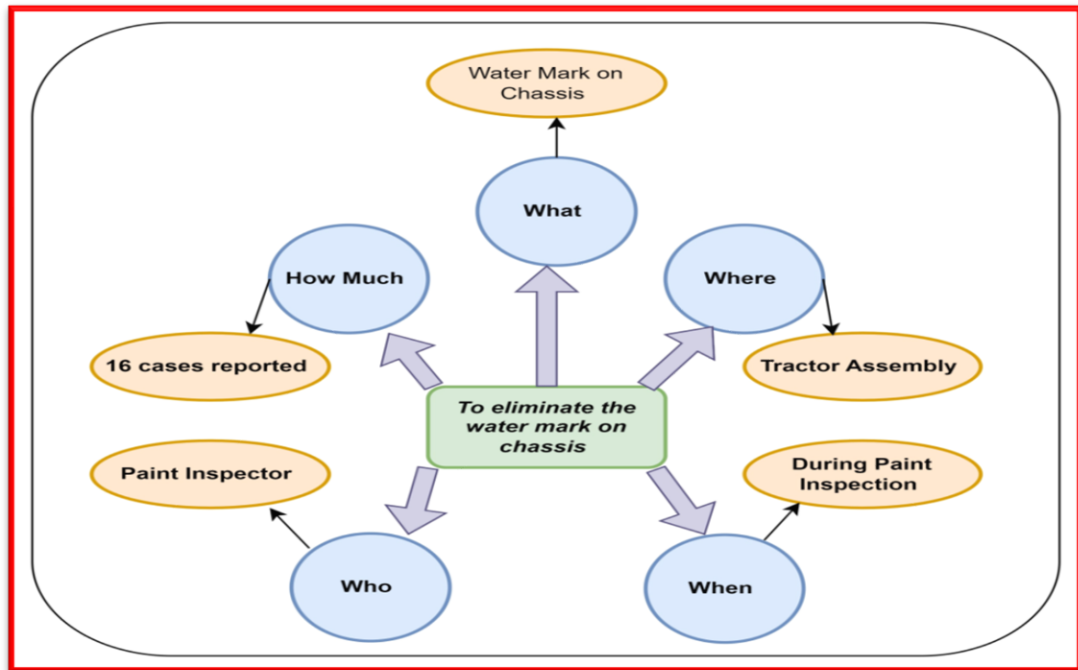 Water Mark on
Chassis
What
How Much
Where
16 cases reported
Tractor Assembly
To eliminate the
water mark on
chassis
Paint Inspector
During Paint
Inspection
Who
When